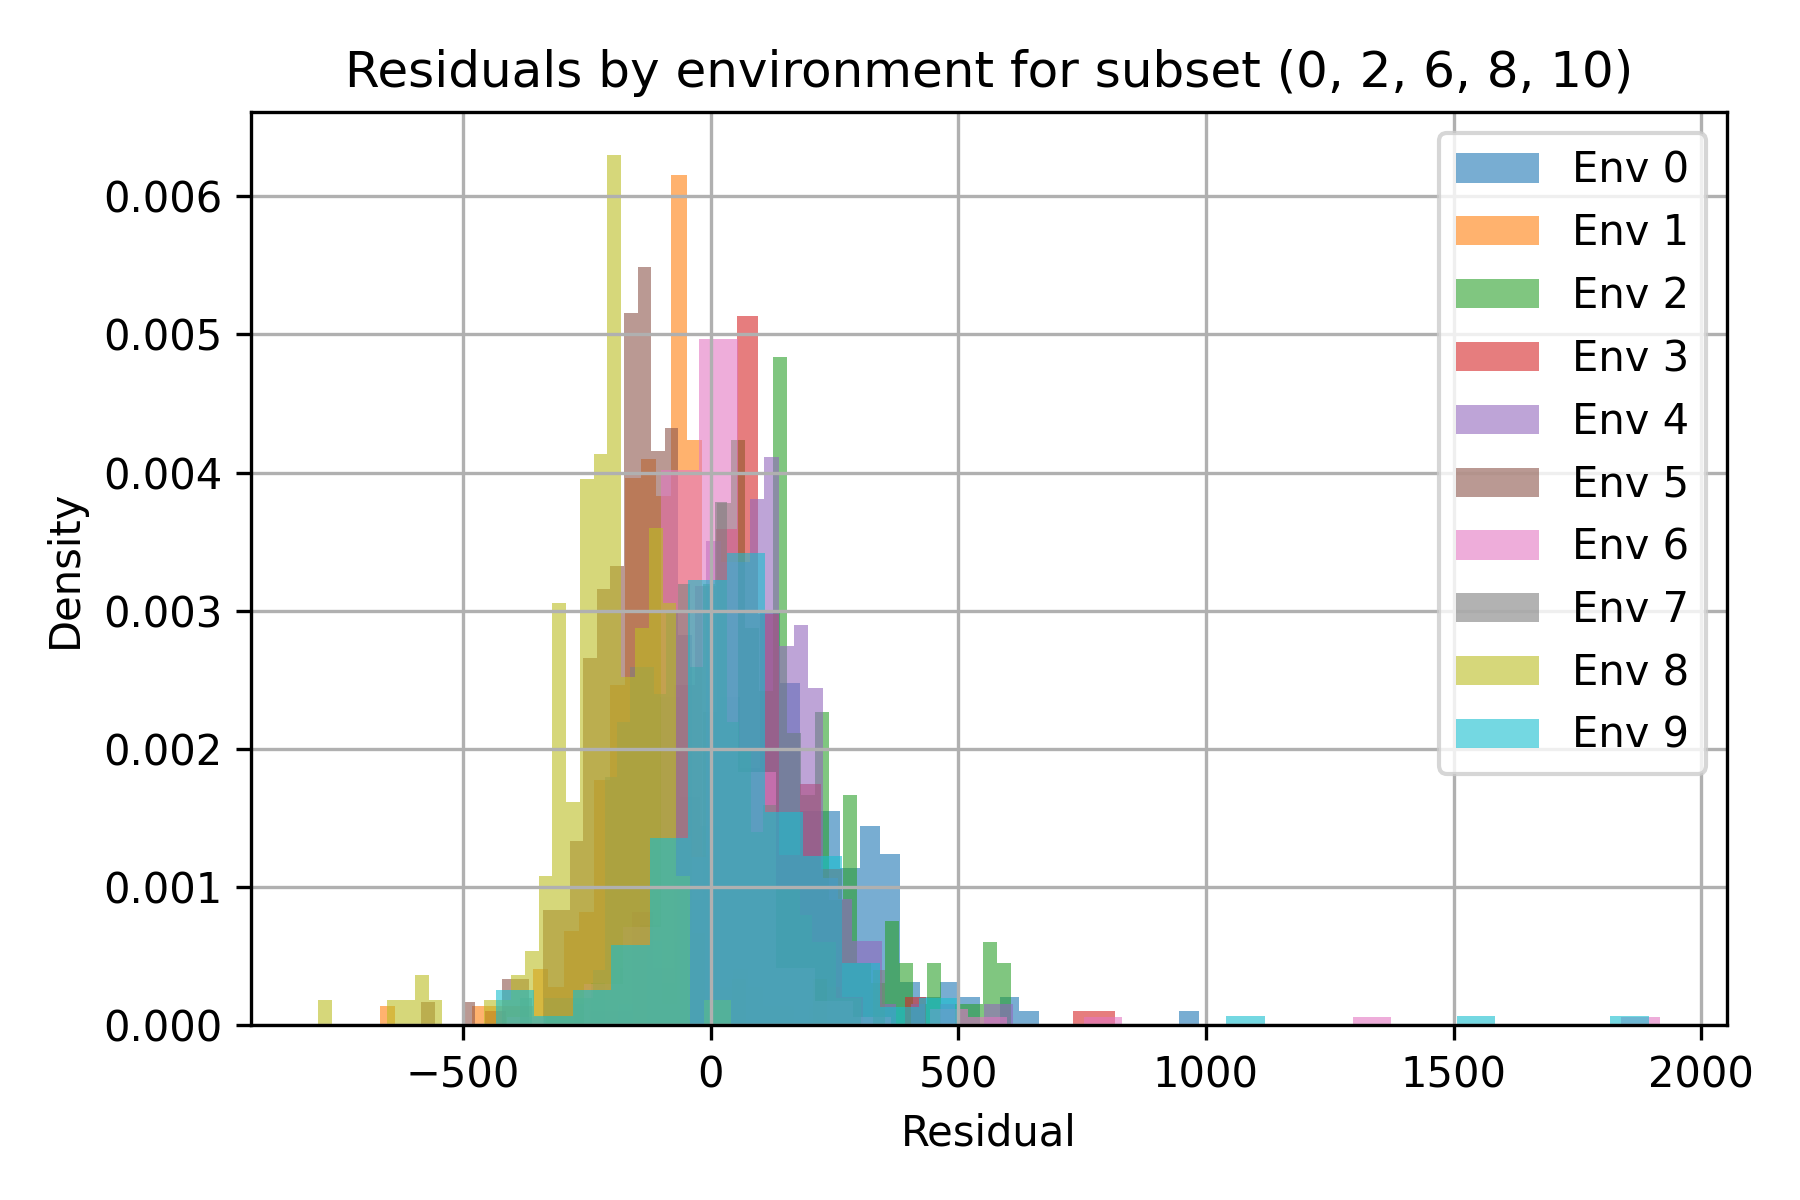 Residuals by environment for subset (0, 2, 6, 8, 10)
Density
0.006
0.005
0.004
0.003
0.002
0.001
0.000
−500
0
500
1000
1500
2000
Residual
Env 0
Env 1
Env 2
Env 3
Env 4
Env 5
Env 6
Env 7
Env 8
Env 9